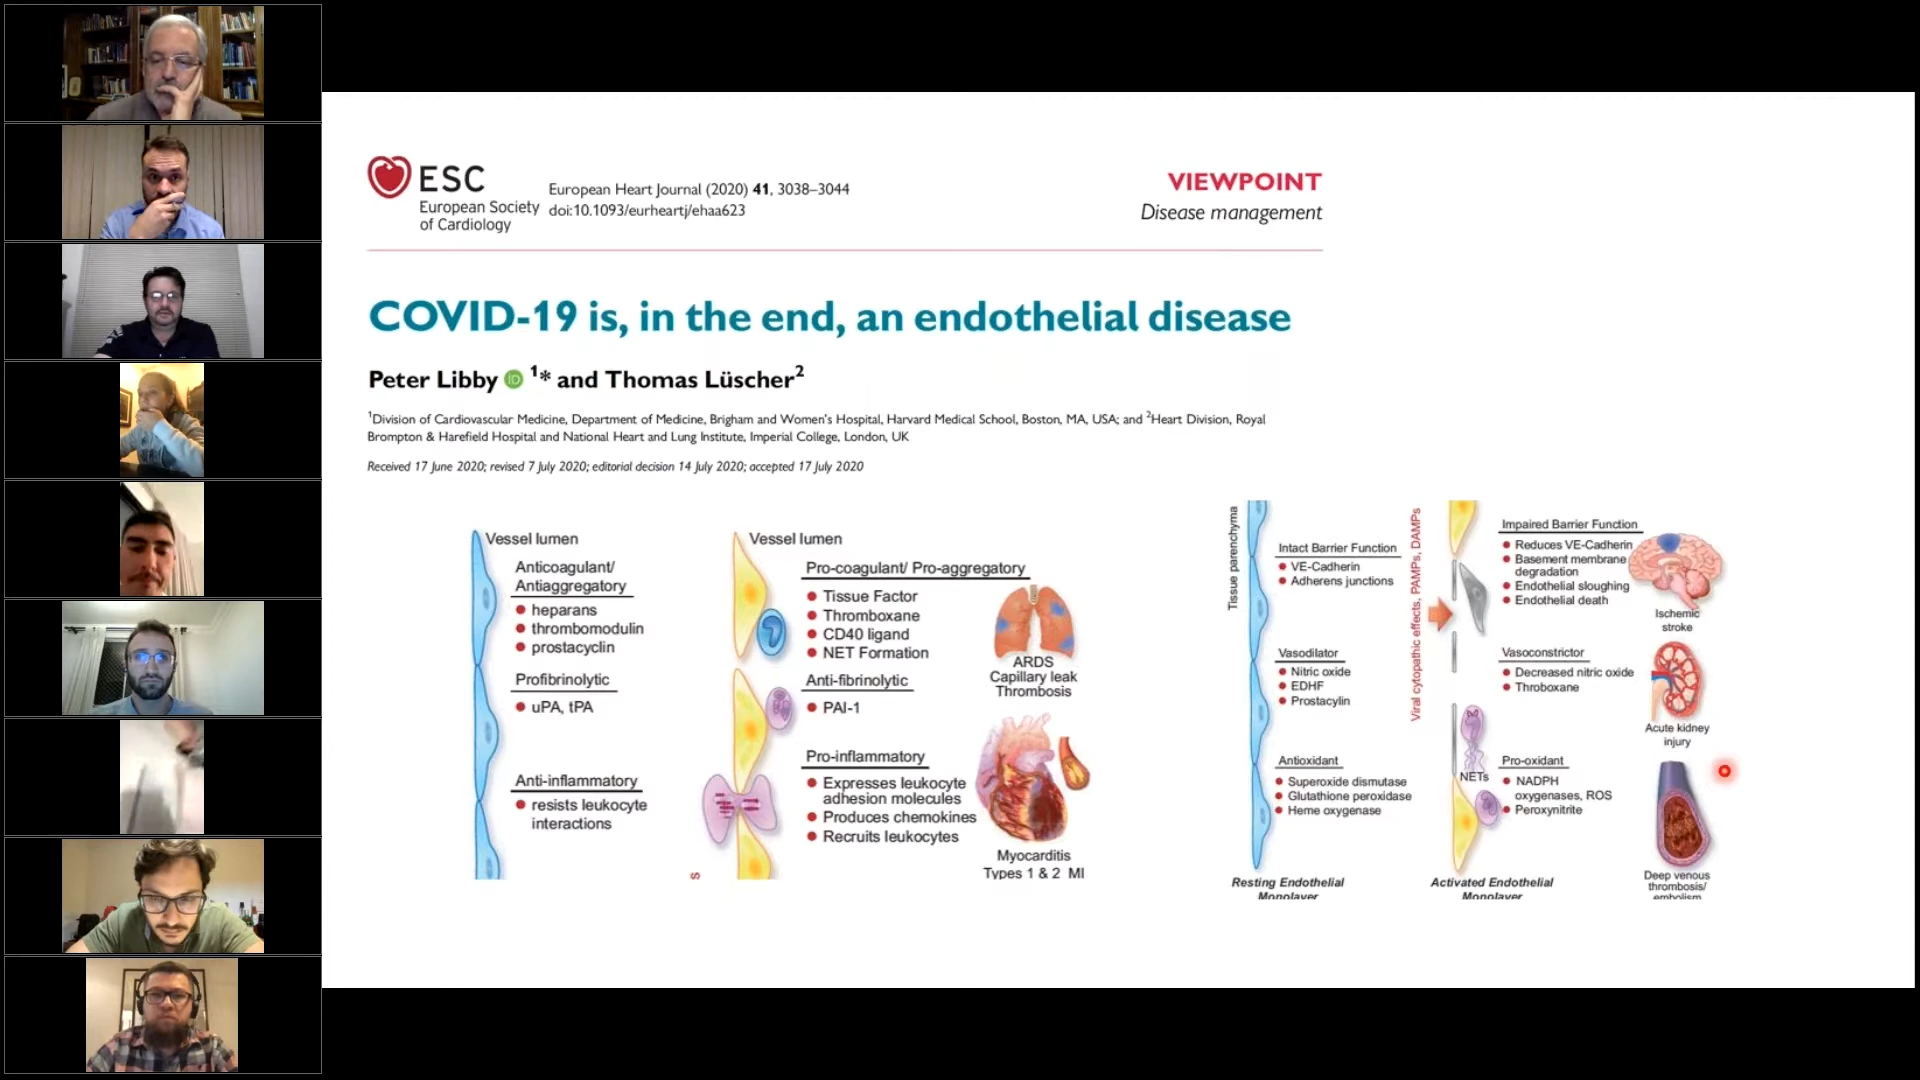 ESC
European Society
of Cardiology
European Heart Journal (2020) 41, 3038–3044
doi:10.1093/eurheartj/ehaa623
VIEWPOINT
Disease management
COVID-19 is, in the end, an endothelial disease
Peter Libby iD 1* and Thomas Lüscher2
1Division of Cardiovascular Medicine, Department of Medicine, Brigham and Women's Hospital, Harvard Medical School, Boston, MA, USA; and 2Heart Division, Royal
Brompton & Harefield Hospital and National Heart and Lung Institute, Imperial College, London, UK
Received 17 June 2020; revised 7 July 2020; editorial decision 14 July 2020; accepted 17 July 2020
Vessel lumen
Anticoagulant/
Antiaggregatory
heparans
thrombomodulin
prostacyclin
Profibrinolytic
uPA, tPA
Anti-inflammatory
resists leukocyte
interactions
Vessel lumen
Pro-coagulant/ Pro-aggregatory
Tissue Factor
Thromboxane
CD40 ligand
NET Formation
Anti-fibrinolytic
PAI-1
Pro-inflammatory
Expresses leukocyte
adhesion molecules
Produces chemokines
Recruits leukocytes
s
ARDS
Capillary leak
Thrombosis
Myocarditis
Types 1 & 2 MI
Tissue parenchyma
Intact Barrier Function
VE-Cadherin
Adherens junctions
Vasodilator
Nitric oxide
EDHF
Prostacylin
Antioxidant
Superoxide dismutase
Glutathione peroxidase
Heme oxygenase
Resting Endothelial
Monolayer
Viral cytopathic effects, PAMPs, DAMPs
Impaired Barrier Function
Reduces VE-Cadherin
Basement membrane
degradation
Endothelial sloughing
Endothelial death
Vasoconstrictor
Decreased nitric oxide
Throboxane
NETs
Pro-oxidant
NADPH
oxygenases, ROS
Peroxynitrite
Activated Endothelial
Monolayer
Ischemic
stroke
Acute kidney
injury
Deep venous
thrombosis/
embolism